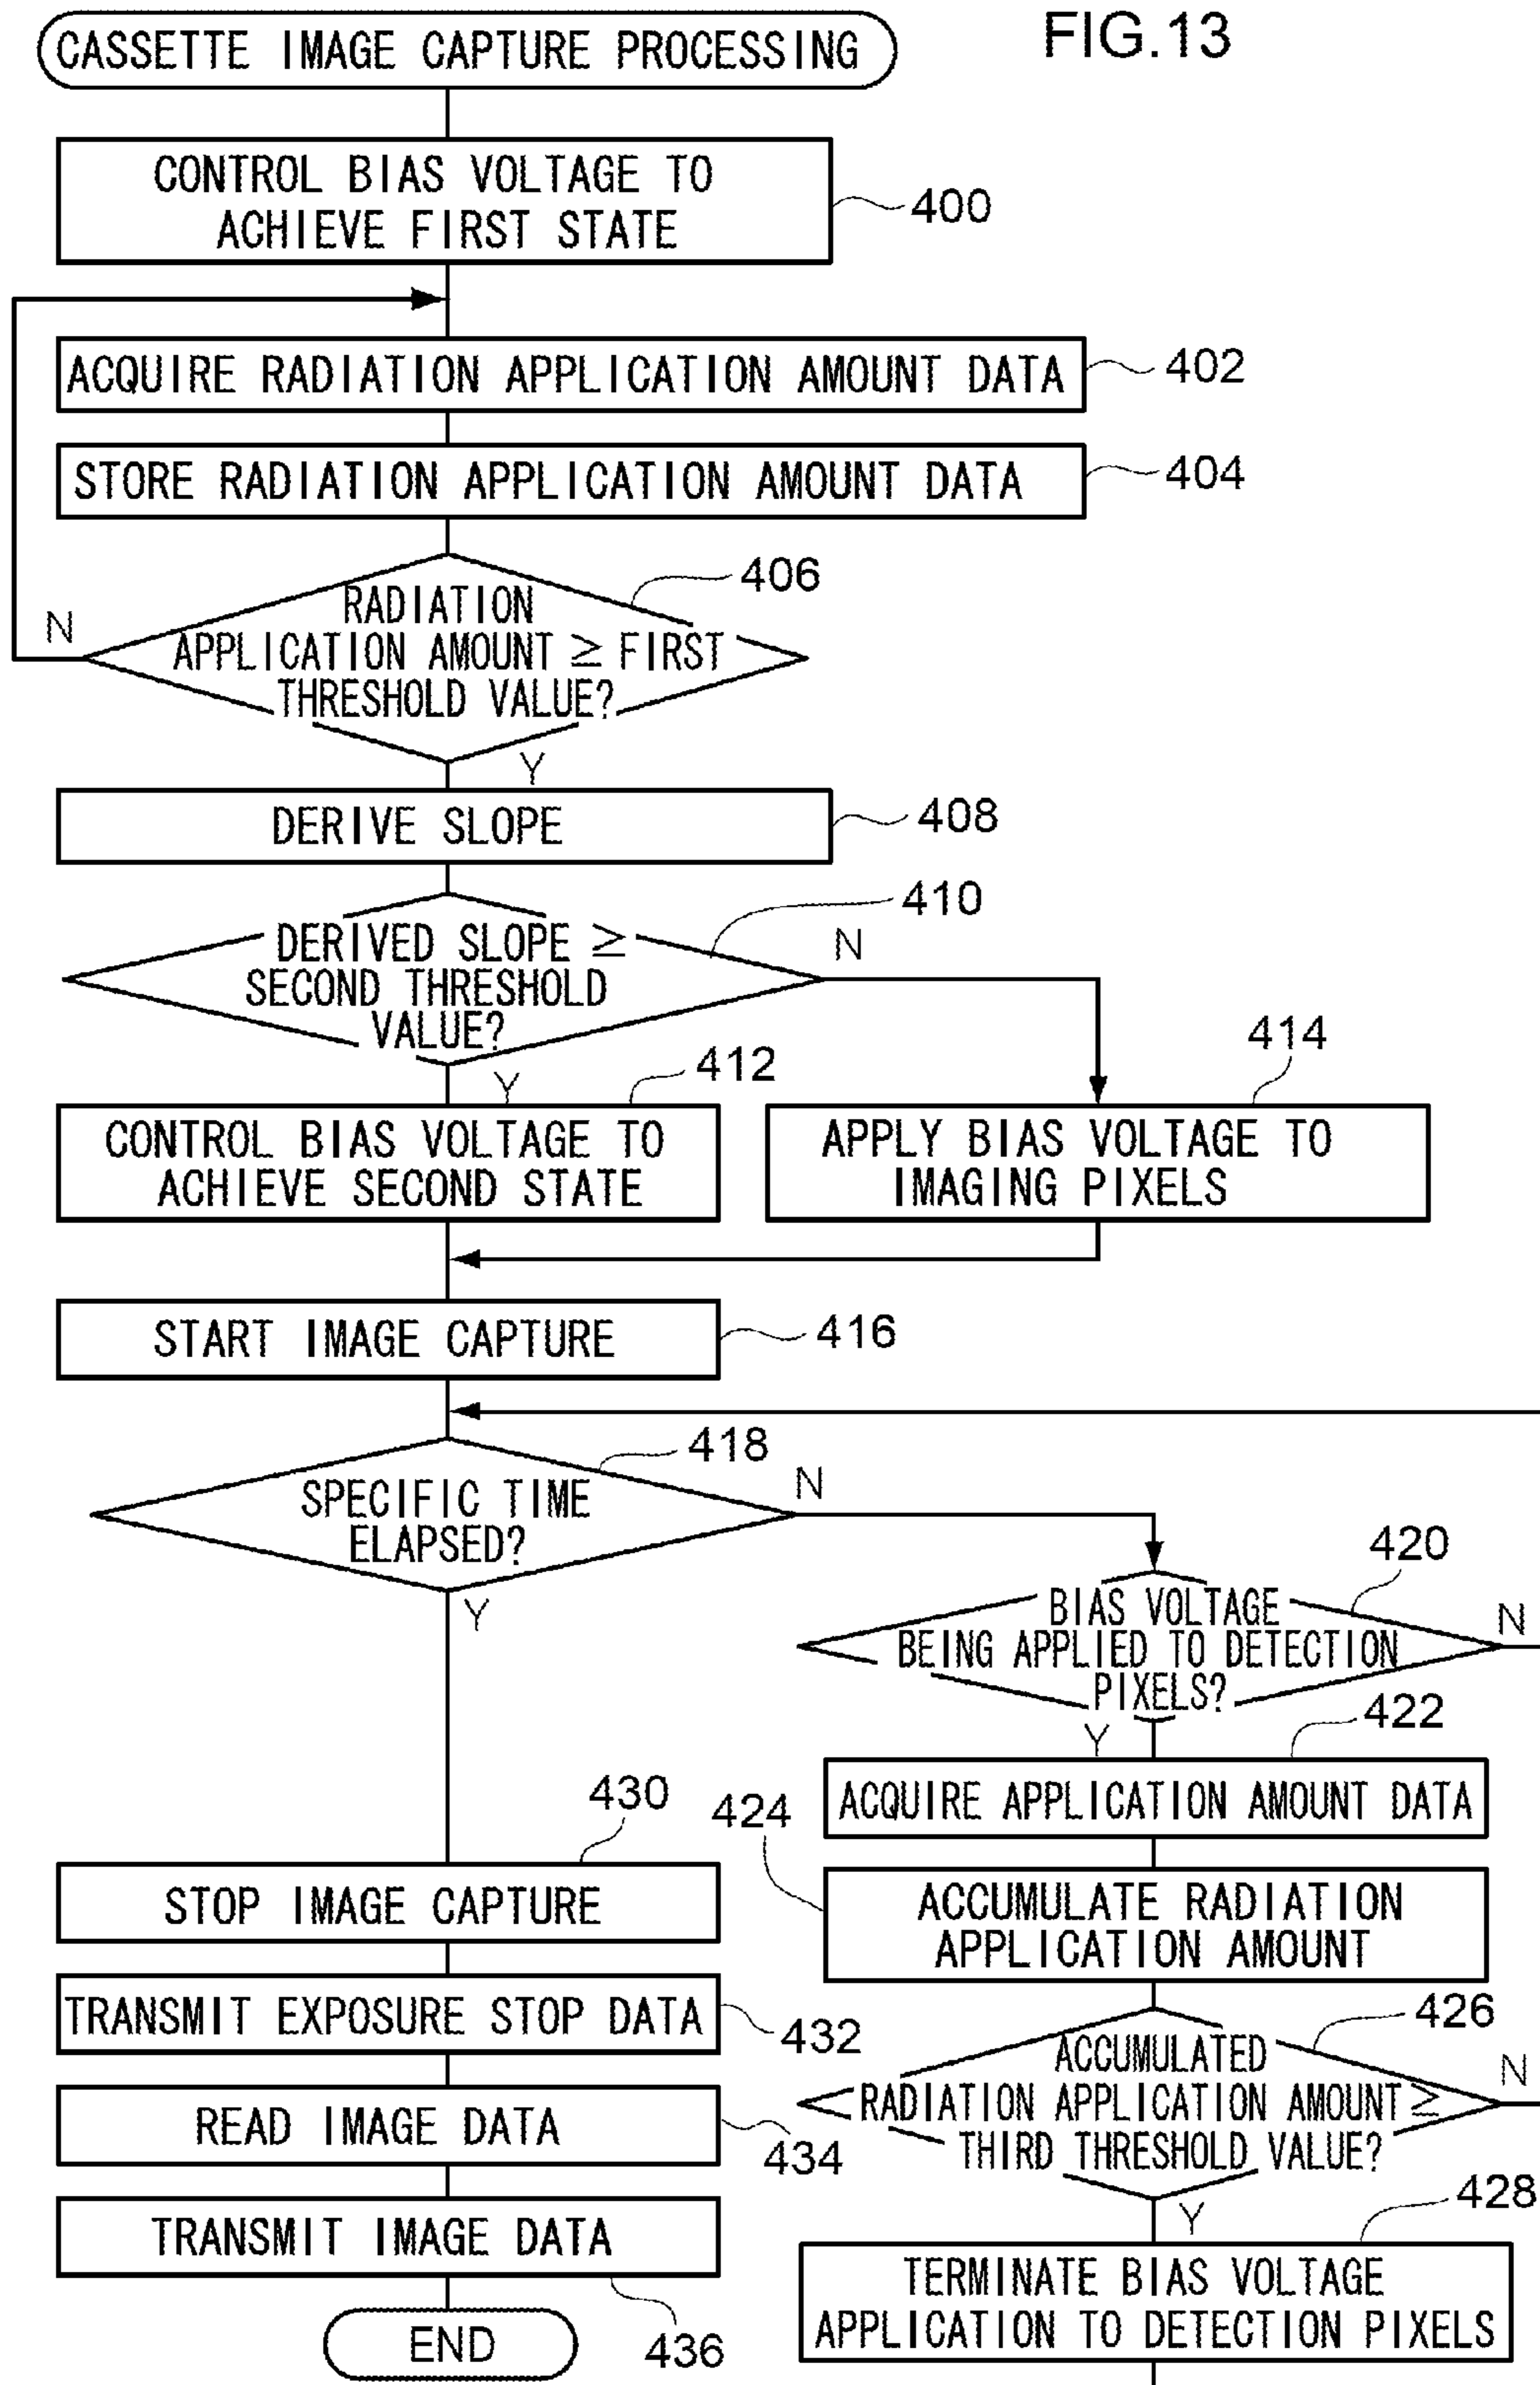 FIG.13
CASSETTE IMAGE CAPTURE PROCESSING
CONTROL BIAS VOLTAGE TO
ACHIEVE FIRST STATE
400
ACQUIRE RADIATION APPLICATION AMOUNT DATA
402
STORE RADIATION APPLICATION AMOUNT DATA
404
406
RADIATION
APPLICATION AMOUNT ≥ FIRST
THRESHOLD VALUE?
N
Y
DERIVE SLOPE
408
410
DERIVED SLOPE ≥
SECOND THRESHOLD
VALUE?
N
Y
412
CONTROL BIAS VOLTAGE TO
ACHIEVE SECOND STATE
414
APPLY BIAS VOLTAGE TO
IMAGING PIXELS
START IMAGE CAPTURE
416
418
SPECIFIC TIME
ELAPSED?
N
Y
420
BIAS VOLTAGE
BEING APPLIED TO DETECTION
PIXELS?
N
Y
422
ACQUIRE APPLICATION AMOUNT DATA
424
ACCUMULATE RADIATION
APPLICATION AMOUNT
426
ACCUMULATED
RADIATION APPLICATION AMOUNT ≥
THIRD THRESHOLD VALUE?
N
Y
428
TERMINATE BIAS VOLTAGE
APPLICATION TO DETECTION PIXELS
430
STOP IMAGE CAPTURE
TRANSMIT EXPOSURE STOP DATA
432
READ IMAGE DATA
434
TRANSMIT IMAGE DATA
436
END